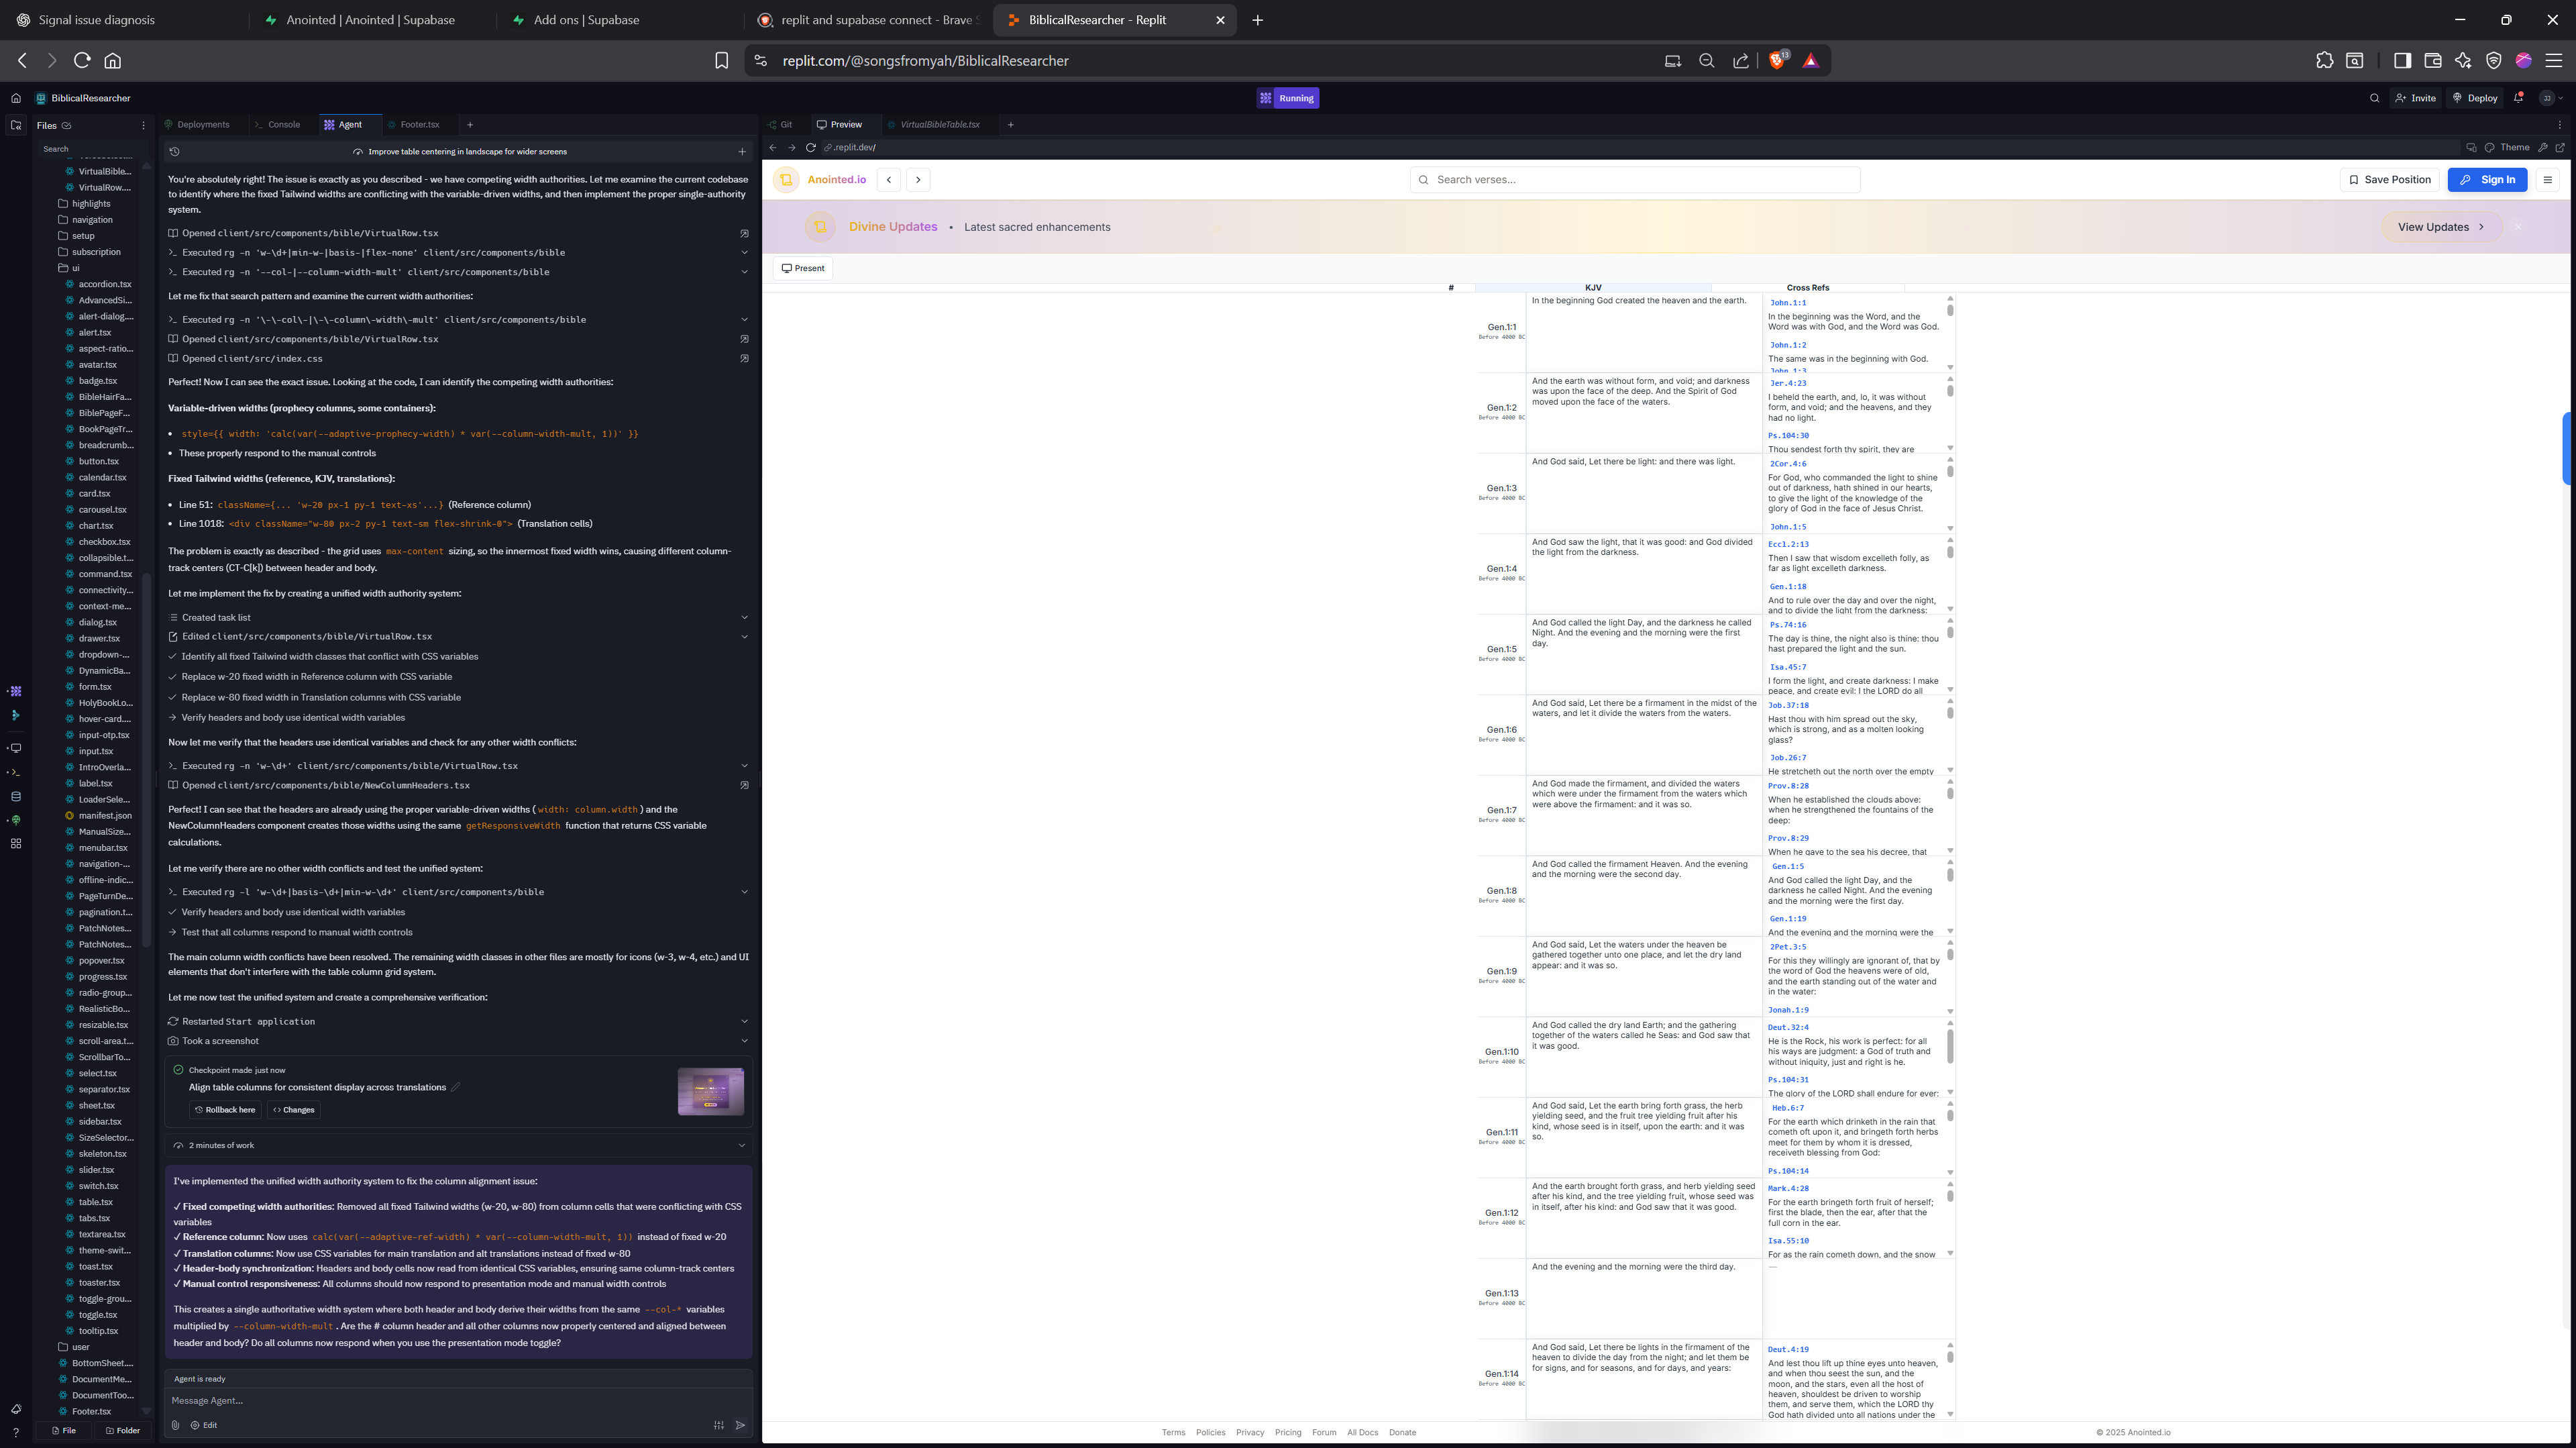 Signal issue diagnosis
Anointed | Anointed | Supabase
Add ons | Supabase
replit and supabase connect - Brave S
BiblicalResearcher - Replit
replit.com/@songsfromyah/BiblicalResearcher
13
BiblicalResearcher
Running
Invite
Deploy
JJ
Files
Search
VirtualBible...
VirtualRow....
highlights
navigation
setup
subscription
ui
accordion.tsx
AdvancedSi...
alert-dialog....
alert.tsx
aspect-ratio...
avatar.tsx
badge.tsx
BibleHairFa...
BiblePageF...
BookPageTr...
breadcrumb...
button.tsx
calendar.tsx
card.tsx
carousel.tsx
chart.tsx
checkbox.tsx
collapsible.t...
command.tsx
connectivity...
context-me...
dialog.tsx
drawer.tsx
dropdown-...
DynamicBa...
form.tsx
HolyBookLo...
hover-card....
input-otp.tsx
input.tsx
IntroOverla...
label.tsx
LoaderSele...
manifest.json
ManualSize...
menubar.tsx
navigation-...
offline-indic...
PageTurnDe...
pagination.t...
PatchNotes...
PatchNotes...
popover.tsx
progress.tsx
radio-group...
RealisticBo...
resizable.tsx
scroll-area.t...
ScrollbarTo...
select.tsx
separator.tsx
sheet.tsx
sidebar.tsx
SizeSelector...
skeleton.tsx
slider.tsx
switch.tsx
table.tsx
tabs.tsx
textarea.tsx
theme-swit...
toast.tsx
toaster.tsx
toggle-grou...
toggle.tsx
tooltip.tsx
user
BottomSheet....
DocumentMe...
DocumentToo...
Footer.tsx
File
Folder
Deployments
Console
Agent
Footer.tsx
Improve table centering in landscape for wider screens
You're absolutely right! The issue is exactly as you described - we have competing width authorities. Let me examine the current codebase
to identify where the fixed Tailwind widths are conflicting with the variable-driven widths, and then implement the proper single-authority
system.
Opened client/src/components/bible/VirtualRow.tsx
Executed rg -n 'w-\d+|min-w-|basis-|flex-none' client/src/components/bible
Executed rg -n '--col-|--column-width-mult' client/src/components/bible
Let me fix that search pattern and examine the current width authorities:
Executed rg -n '\-\-col\-|\-\-column\-width\-mult' client/src/components/bible
Opened client/src/components/bible/VirtualRow.tsx
Opened client/src/index.css
Perfect! Now I can see the exact issue. Looking at the code, I can identify the competing width authorities:
Variable-driven widths (prophecy columns, some containers):
• style={{ width: 'calc(var(--adaptive-prophecy-width) * var(--column-width-mult, 1))' }}
• These properly respond to the manual controls
Fixed Tailwind widths (reference, KJV, translations):
• Line 51: className={... 'w-20 px-1 py-1 text-xs'...} (Reference column)
• Line 1018: <div className="w-80 px-2 py-1 text-sm flex-shrink-0"> (Translation cells)
The problem is exactly as described - the grid uses max-content sizing, so the innermost fixed width wins, causing different column-
track centers (CT-C[k]) between header and body.
Let me implement the fix by creating a unified width authority system:
Created task list
Edited client/src/components/bible/VirtualRow.tsx
Identify all fixed Tailwind width classes that conflict with CSS variables
Replace w-20 fixed width in Reference column with CSS variable
Replace w-80 fixed width in Translation columns with CSS variable
Verify headers and body use identical width variables
Now let me verify that the headers use identical variables and check for any other width conflicts:
Executed rg -n 'w-\d+' client/src/components/bible/VirtualRow.tsx
Opened client/src/components/bible/NewColumnHeaders.tsx
Perfect! I can see that the headers are already using the proper variable-driven widths ( width: column.width ) and the
NewColumnHeaders component creates those widths using the same getResponsiveWidth function that returns CSS variable
calculations.
Let me verify there are no other width conflicts and test the unified system:
Executed rg -l 'w-\d+|basis-\d+|min-w-\d+' client/src/components/bible
Verify headers and body use identical width variables
Test that all columns respond to manual width controls
The main column width conflicts have been resolved. The remaining width classes in other files are mostly for icons (w-3, w-4, etc.) and UI
elements that don't interfere with the table column grid system.
Let me now test the unified system and create a comprehensive verification:
Restarted Start application
Took a screenshot
Checkpoint made just now
Align table columns for consistent display across translations
Rollback here
Changes
2 minutes of work
I've implemented the unified width authority system to fix the column alignment issue:
✓ Fixed competing width authorities: Removed all fixed Tailwind widths (w-20, w-80) from column cells that were conflicting with CSS
variables
✓ Reference column: Now uses calc(var(--adaptive-ref-width) * var(--column-width-mult, 1)) instead of fixed w-20
✓ Translation columns: Now use CSS variables for main translation and alt translations instead of fixed w-80
✓ Header-body synchronization: Headers and body cells now read from identical CSS variables, ensuring same column-track centers
✓ Manual control responsiveness: All columns should now respond to presentation mode and manual width controls
This creates a single authoritative width system where both header and body derive their widths from the same --col-* variables
multiplied by --column-width-mult . Are the # column header and all other columns now properly centered and aligned between
header and body? Do all columns now respond when you use the presentation mode toggle?
Agent is ready
Message Agent...
Edit
Git
Preview
VirtualBibleTable.tsx
.replit.dev/
Theme
Anointed.io
Search verses...
Save Position
Sign In
Divine Updates • Latest sacred enhancements
View Updates
Present
# KJV Cross Refs
Gen.1:1
Before 4000 BC
In the beginning God created the heaven and the earth.
John.1:1
In the beginning was the Word, and the
Word was with God, and the Word was God.
John.1:2
The same was in the beginning with God.
John.1:3
Gen.1:2
Before 4000 BC
And the earth was without form, and void; and darkness
was upon the face of the deep. And the Spirit of God
moved upon the face of the waters.
Jer.4:23
I beheld the earth, and, lo, it was without
form, and void; and the heavens, and they
had no light.
Ps.104:30
Thou sendest forth thy spirit, they are
Gen.1:3
Before 4000 BC
And God said, Let there be light: and there was light.
2Cor.4:6
For God, who commanded the light to shine
out of darkness, hath shined in our hearts,
to give the light of the knowledge of the
glory of God in the face of Jesus Christ.
John.1:5
Gen.1:4
Before 4000 BC
And God saw the light, that it was good: and God divided
the light from the darkness.
Eccl.2:13
Then I saw that wisdom excelleth folly, as
far as light excelleth darkness.
Gen.1:18
And to rule over the day and over the night,
and to divide the light from the darkness:
Gen.1:5
Before 4000 BC
And God called the light Day, and the darkness he called
Night. And the evening and the morning were the first
day.
Ps.74:16
The day is thine, the night also is thine: thou
hast prepared the light and the sun.
Isa.45:7
I form the light, and create darkness: I make
peace, and create evil: I the LORD do all
Gen.1:6
Before 4000 BC
And God said, Let there be a firmament in the midst of the
waters, and let it divide the waters from the waters.
Job.37:18
Hast thou with him spread out the sky,
which is strong, and as a molten looking
glass?
Job.26:7
He stretcheth out the north over the empty
Gen.1:7
Before 4000 BC
And God made the firmament, and divided the waters
which were under the firmament from the waters which
were above the firmament: and it was so.
Prov.8:28
When he established the clouds above:
when he strengthened the fountains of the
deep:
Prov.8:29
When he gave to the sea his decree, that
Gen.1:8
Before 4000 BC
And God called the firmament Heaven. And the evening
and the morning were the second day.
Gen.1:5
And God called the light Day, and the
darkness he called Night. And the evening
and the morning were the first day.
Gen.1:19
And the evening and the morning were the
Gen.1:9
Before 4000 BC
And God said, Let the waters under the heaven be
gathered together unto one place, and let the dry land
appear: and it was so.
2Pet.3:5
For this they willingly are ignorant of, that by
the word of God the heavens were of old,
and the earth standing out of the water and
in the water:
Jonah.1:9
Gen.1:10
Before 4000 BC
And God called the dry land Earth; and the gathering
together of the waters called he Seas: and God saw that
it was good.
Deut.32:4
He is the Rock, his work is perfect: for all
his ways are judgment: a God of truth and
without iniquity, just and right is he.
Ps.104:31
The glory of the LORD shall endure for ever:
Gen.1:11
Before 4000 BC
And God said, Let the earth bring forth grass, the herb
yielding seed, and the fruit tree yielding fruit after his
kind, whose seed is in itself, upon the earth: and it was
so.
Heb.6:7
For the earth which drinketh in the rain that
cometh oft upon it, and bringeth forth herbs
meet for them by whom it is dressed,
receiveth blessing from God:
Ps.104:14
Gen.1:12
Before 4000 BC
And the earth brought forth grass, and herb yielding seed
after his kind, and the tree yielding fruit, whose seed was
in itself, after his kind: and God saw that it was good.
Mark.4:28
For the earth bringeth forth fruit of herself;
first the blade, then the ear, after that the
full corn in the ear.
Isa.55:10
For as the rain cometh down, and the snow
Gen.1:13
Before 4000 BC
And the evening and the morning were the third day.
—
Gen.1:14
Before 4000 BC
And God said, Let there be lights in the firmament of the
heaven to divide the day from the night; and let them be
for signs, and for seasons, and for days, and years:
Deut.4:19
And lest thou lift up thine eyes unto heaven,
and when thou seest the sun, and the
moon, and the stars, even all the host of
heaven, shouldest be driven to worship
them, and serve them, which the LORD thy
God hath divided unto all nations under the
Terms Policies Privacy Pricing Forum All Docs Donate
© 2025 Anointed.io